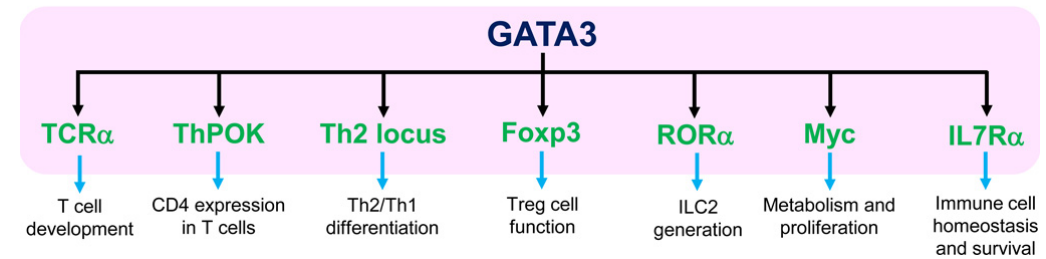 GATA3
TCRα ThPOK Th2 locus Foxp3 RORα Myc IL7Rα
T cell
development
CD4 expression
in T cells
Th2/Th1
differentiation
Treg cell
function
ILC2
generation
Metabolism and
proliferation
Immune cell
homeostasis
and survival